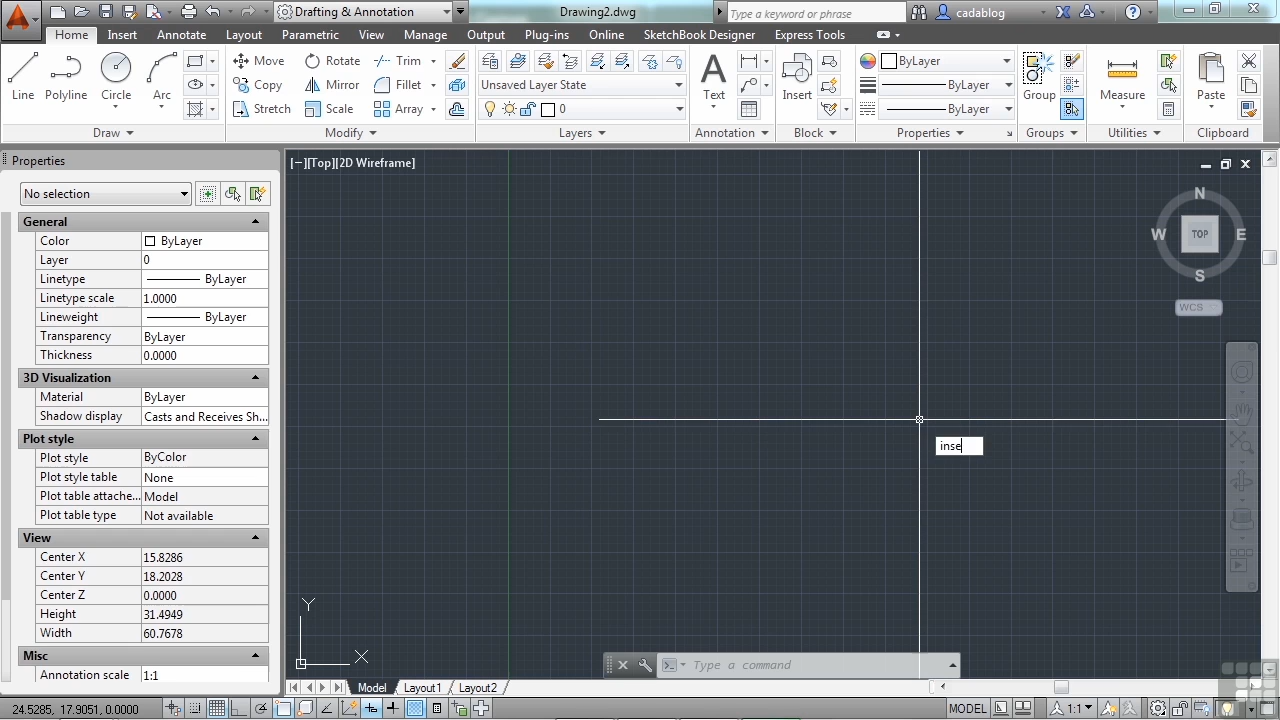 Drafting & Annotation
Drawing2.dwg
Type a keyword or phrase
cadablog
Home
Insert
Annotate
Layout
Parametric
View
Manage
Output
Plug-ins
Online
SketchBook Designer
Express Tools
Line
Polyline
Circle
Arc
Move
Rotate
Trim
Copy
Mirror
Fillet
Stretch
Scale
Array
Unsaved Layer State
0
Text
Insert
ByLayer
ByLayer
ByLayer
Group
Measure
Paste
Draw
Modify
Layers
Annotation
Block
Properties
Groups
Utilities
Clipboard
Properties
No selection
General
Color ByLayer
Layer 0
Linetype ByLayer
Linetype scale 1.0000
Lineweight ByLayer
Transparency ByLayer
Thickness 0.0000
3D Visualization
Material ByLayer
Shadow display Casts and Receives Sh...
Plot style
Plot style ByColor
Plot style table None
Plot table attache... Model
Plot table type Not available
View
Center X 15.8286
Center Y 18.2028
Center Z 0.0000
Height 31.4949
Width 60.7678
Misc
Annotation scale 1:1
[−][Top][2D Wireframe]
N
W
TOP
E
S
WCS
inse
Y
X
Type a command
Model
Layout1
Layout2
24.5285, 17.9051, 0.0000
MODEL
1:1